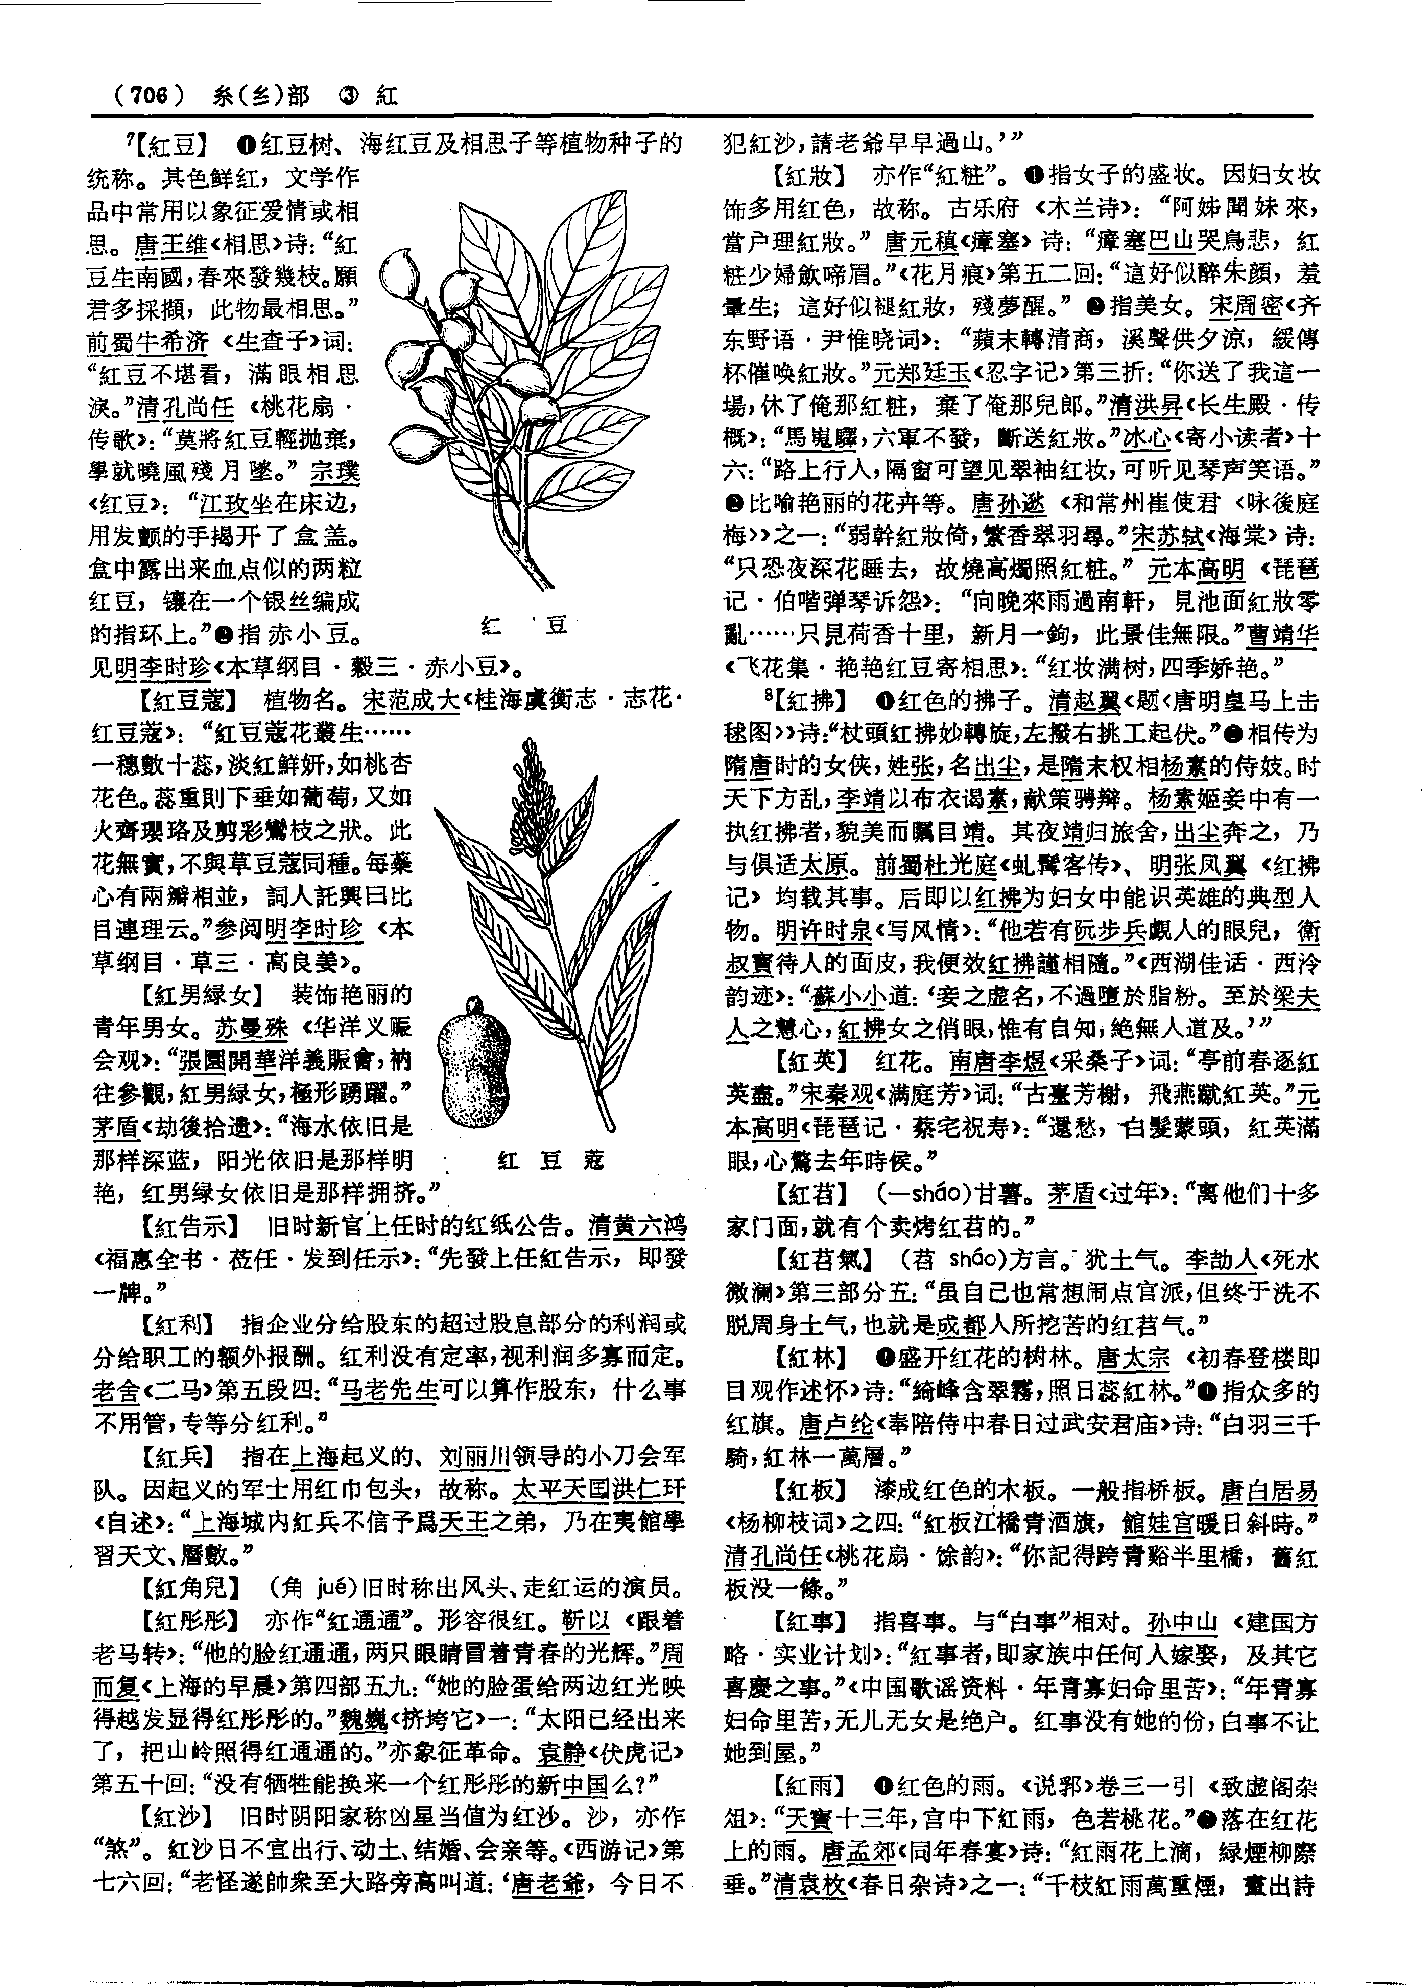 (706) 糸(纟)部 ③ 紅
⁷【紅豆】 ❶红豆树、海红豆及相思子等植物种子的
统称。其色鲜红，文学作
品中常用以象征爱情或相
思。唐王维《相思》诗：“紅
豆生南國，春來發幾枝。願
君多採擷，此物最相思。”
前蜀牛希济《生查子》词：
“紅豆不堪看，滿眼相思
淚。”清孔尚任《桃花扇·
传歌》：“莫將紅豆輕抛棄，
學就曉風殘月墜。”宗璞
《红豆》：“江玫坐在床边，
用发颤的手揭开了盒盖。
盒中露出来血点似的两粒
红豆，镶在一个银丝编成
的指环上。”❷指赤小豆。
见明李时珍《本草纲目·穀三·赤小豆》。
红 豆
【紅豆蔻】 植物名。宋范成大《桂海虞衡志·志花·
红豆蔻》：“紅豆蔻花叢生……
一穗數十蕊，淡紅鮮妍，如桃杏
花色。蕊重則下垂如葡萄，又如
火齊瓔珞及剪彩鸞枝之狀。此
花無實，不與草豆蔻同種。每蘂
心有兩瓣相並，詞人託興曰比
目連理云。”参阅明李时珍《本
草纲目·草三·高良姜》。
【紅男緑女】 装饰艳丽的
青年男女。苏曼殊《华洋义赈
会观》：“張園開華洋義賑會，衲
往參觀，紅男緑女，極形踴躍。”
茅盾《劫後拾遗》：“海水依旧是
那样深蓝，阳光依旧是那样明
艳，红男绿女依旧是那样拥挤。”
红 豆 蔻
【紅告示】 旧时新官上任时的红纸公告。清黄六鸿
《福惠全书·莅任·发到任示》：“先發上任紅告示，即發
一牌。”
【紅利】 指企业分给股东的超过股息部分的利润或
分给职工的额外报酬。红利没有定率，视利润多寡而定。
老舍《二马》第五段四：“马老先生可以算作股东，什么事
不用管，专等分红利。”
【紅兵】 指在上海起义的、刘丽川领导的小刀会军
队。因起义的军士用红巾包头，故称。太平天囯洪仁玕
《自述》：“上海城内紅兵不信予爲天王之弟，乃在夷館學
習天文、曆數。”
【紅角兒】 (角 jué)旧时称出风头、走红运的演员。
【紅彤彤】 亦作“紅通通”。形容很红。靳以《跟着
老马转》：“他的脸红通通，两只眼睛冒着青春的光辉。”周
而复《上海的早晨》第四部五九：“她的脸蛋给两边红光映
得越发显得红彤彤的。”魏巍《挤垮它》一：“太阳已经出来
了，把山岭照得红通通的。”亦象征革命。袁静《伏虎记》
第五十回：“没有牺牲能换来一个红彤彤的新中国么？”
【紅沙】 旧时阴阳家称凶星当值为红沙。沙，亦作
“煞”。红沙日不宜出行、动土、结婚、会亲等。《西游记》第
七六回：“老怪遂帥衆至大路旁高叫道：‘唐老爺，今日不
犯紅沙，請老爺早早過山。’”
【紅妝】 亦作“紅粧”。❶指女子的盛妆。因妇女妆
饰多用红色，故称。古乐府《木兰诗》：“阿姊聞妹來，
當户理紅妝。”唐元稹《瘴塞》诗：“瘴塞巴山哭鳥悲，紅
粧少婦斂啼眉。”《花月痕》第五二回：“這好似醉朱顔，羞
暈生；這好似褪紅妝，殘夢醒。”❷指美女。宋周密《齐
东野语·尹惟晓词》：“蘋末轉清商，溪聲供夕涼，緩傳
杯催唤紅妝。”元郑廷玉《忍字记》第三折：“你送了我道一
場，休了俺那紅粧，棄了俺那兒郎。”清洪昇《长生殿·传
概》：“馬嵬驛，六軍不發，斷送紅妝。”冰心《寄小读者》十
六：“路上行人，隔窗可望见翠袖红妆，可听见琴声笑语。”
❸比喻艳丽的花卉等。唐孙逖《和常州崔使君〈咏後庭
梅〉》之一：“弱幹紅妝倚，繁香翠羽尋。”宋苏轼《海棠》诗：
“只恐夜深花睡去，故燒高燭照紅粧。”元本高明《琵琶
记·伯喈弹琴诉怨》：“向晚來雨過南軒，見池面紅妝零
亂……只見荷香十里，新月一鉤，此景佳無限。”曹靖华
《飞花集·艳艳红豆寄相思》：“红妆满树，四季娇艳。”
⁸【紅拂】 ❶红色的拂子。清赵翼《题〈唐明皇马上击
毬图〉》诗：“杖頭紅拂妙轉旋，左撥右挑工起伏。”❷相传为
隋唐时的女侠，姓张，名出尘，是隋末权相杨素的侍妓。时
天下方乱，李靖以布衣谒素，献策骋辩。杨素姬妾中有一
执红拂者，貌美而瞩目靖。其夜靖归旅舍，出尘奔之，乃
与俱适太原。前蜀杜光庭《虬髯客传》、明张凤翼《红拂
记》均载其事。后即以红拂为妇女中能识英雄的典型人
物。明许时泉《写风情》：“他若有阮步兵覷人的眼兒，衛
叔寳待人的面皮，我便效紅拂謹相隨。”《西湖佳话·西泠
韵迹》：“蘇小小道：‘妾之虚名，不過墮於脂粉。至於梁夫
人之慧心，紅拂女之俏眼，惟有自知，絶無人道及。’”
【紅英】 红花。南唐李煜《采桑子》词：“亭前春逐紅
英盡。”宋秦观《满庭芳》词：“古臺芳榭，飛燕蹴紅英。”元
本高明《琵琶记·蔡宅祝寿》：“還愁，白髮蒙頭，紅英滿
眼，心驚去年時候。”
【紅苕】 (—sháo)甘薯。茅盾《过年》：“离他们十多
家门面，就有个卖烤红苕的。”
【紅苕氣】 (苕 sháo)方言。犹土气。李劼人《死水
微澜》第三部分五：“虽自己也常想闹点官派，但终于洗不
脱周身土气，也就是成都人所挖苦的红苕气。”
【紅林】 ❶盛开红花的树林。唐太宗《初春登楼即
目观作述怀》诗：“綺峰含翠霧，照日蕊紅林。”❷指众多的
红旗。唐卢纶《奉陪侍中春日过武安君庙》诗：“白羽三千
騎，紅林一萬層。”
【紅板】 漆成红色的木板。一般指桥板。唐白居易
《杨柳枝词》之四：“紅板江橋青酒旗，館娃宫暖日斜時。”
清孔尚任《桃花扇·馀韵》：“你記得跨青谿半里橋，舊紅
板没一條。”
【紅事】 指喜事。与“白事”相对。孙中山《建国方
略·实业计划》：“紅事者，即家族中任何人嫁娶，及其它
喜慶之事。”《中国歌谣资料·年青寡妇命里苦》：“年青寡
妇命里苦，无儿无女是绝户。红事没有她的份，白事不让
她到屋。”
【紅雨】 ❶红色的雨。《说郛》卷三一引《致虚阁杂
俎》：“天寶十三年，宫中下紅雨，色若桃花。”❷落在红花
上的雨。唐孟郊《同年春宴》诗：“紅雨花上滴，緑煙柳際
垂。”清袁枚《春日杂诗》之一：“千枝紅雨萬重煙，畫出詩